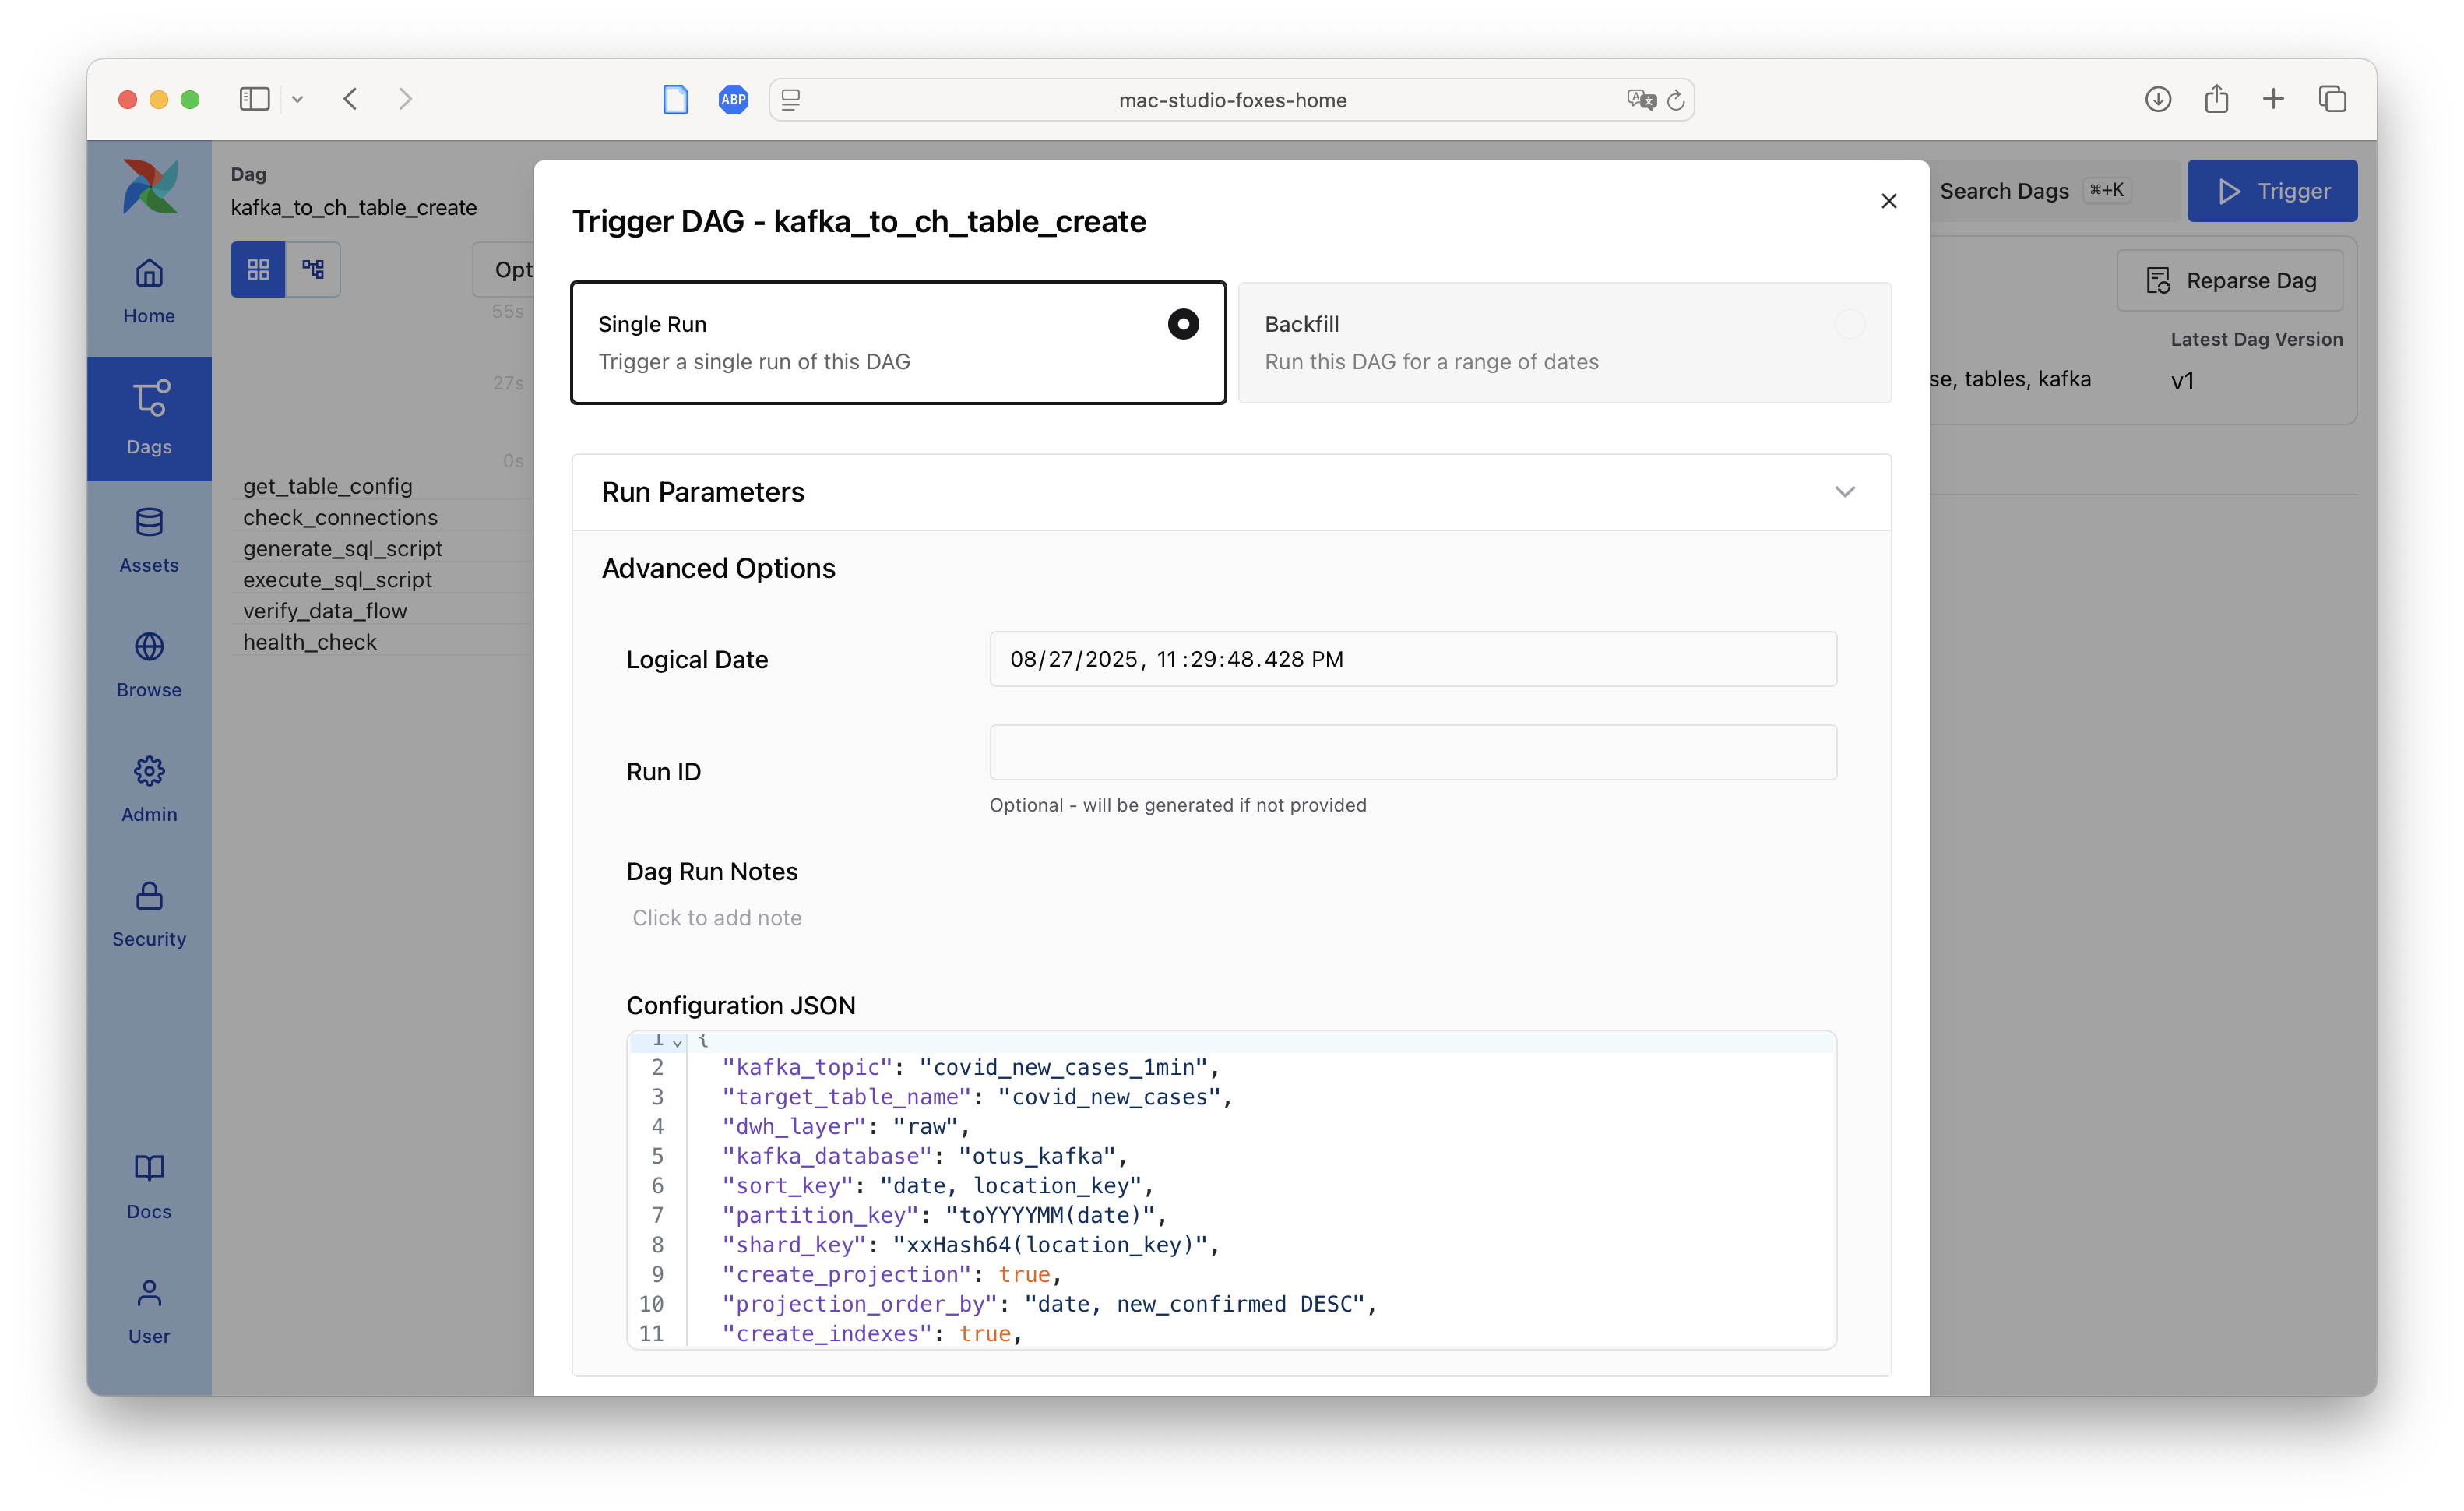 ABP
mac-studio-foxes-home
Dag
kafka_to_ch_table_create
Opt
55s
27s
0s
get_table_config
check_connections
generate_sql_script
execute_sql_script
verify_data_flow
health_check
Home
Dags
Assets
Browse
Admin
Security
Docs
User
Search Dags ⌘+K
Trigger
Reparse Dag
Latest Dag Version
se, tables, kafka
v1
Trigger DAG - kafka_to_ch_table_create
Single Run
Trigger a single run of this DAG
Backfill
Run this DAG for a range of dates
Run Parameters
Advanced Options
Logical Date
08/27/2025, 11:29:48.428 PM
Run ID
Optional - will be generated if not provided
Dag Run Notes
Click to add note
Configuration JSON
1 {
2 "kafka_topic": "covid_new_cases_1min",
3 "target_table_name": "covid_new_cases",
4 "dwh_layer": "raw",
5 "kafka_database": "otus_kafka",
6 "sort_key": "date, location_key",
7 "partition_key": "toYYYYMM(date)",
8 "shard_key": "xxHash64(location_key)",
9 "create_projection": true,
10 "projection_order_by": "date, new_confirmed DESC",
11 "create_indexes": true,